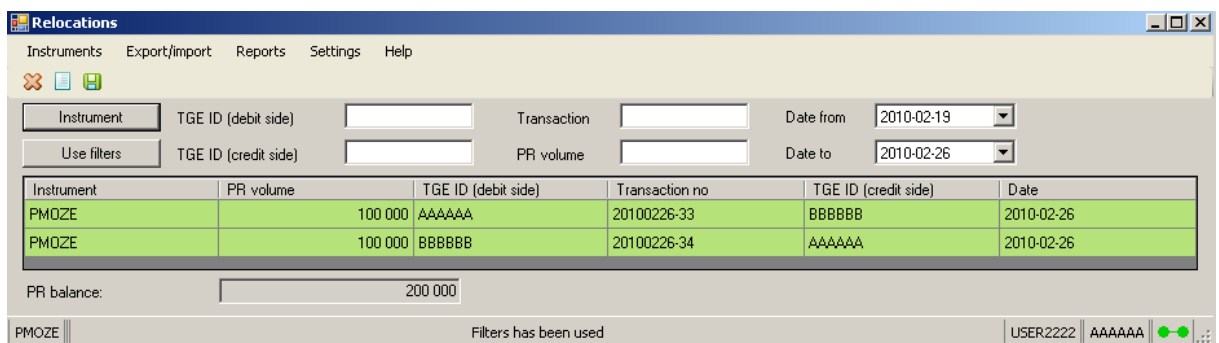 Relocations
Instruments Export/import Reports Settings Help
Instrument TGE ID (debit side) Transaction Date from 2010-02-19
Use filters TGE ID (credit side) PR volume Date to 2010-02-26
Instrument PR volume TGE ID (debit side) Transaction no TGE ID (credit side) Date
PMOZE 100 000 AAAAAA 20100226-33 BBBBBB 2010-02-26
PMOZE 100 000 BBBBBB 20100226-34 AAAAAA 2010-02-26
PR balance: 200 000
PMOZE Filters has been used USER2222 AAAAAA